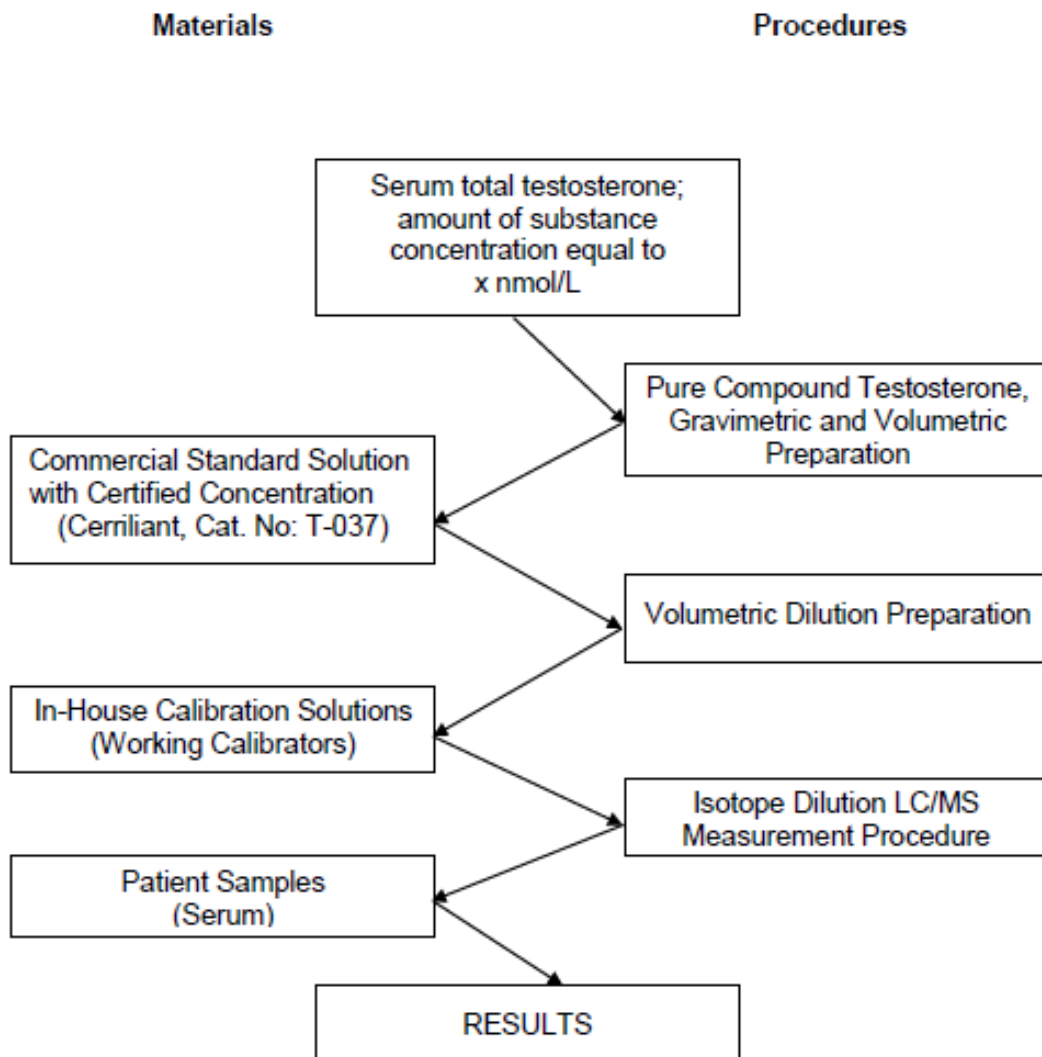 Materials
Procedures
Serum total testosterone;
amount of substance
concentration equal to
x nmol/L
Pure Compound Testosterone,
Gravimetric and Volumetric
Preparation
Commercial Standard Solution
with Certified Concentration
(Cerriliant, Cat. No: T-037)
Volumetric Dilution Preparation
In-House Calibration Solutions
(Working Calibrators)
Isotope Dilution LC/MS
Measurement Procedure
Patient Samples
(Serum)
RESULTS